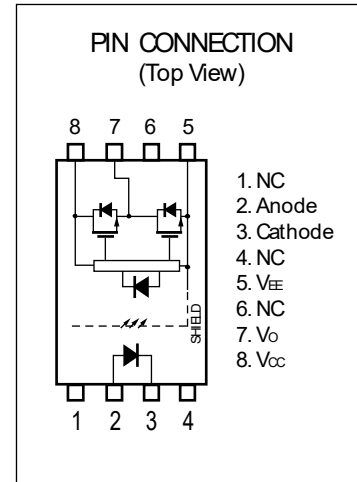 PIN CONNECTION
(Top View)
8 7 6 5
1. NC
2. Anode
3. Cathode
4. NC
5. VEE
6. NC
7. VO
8. VCC
SHIELD
1 2 3 4